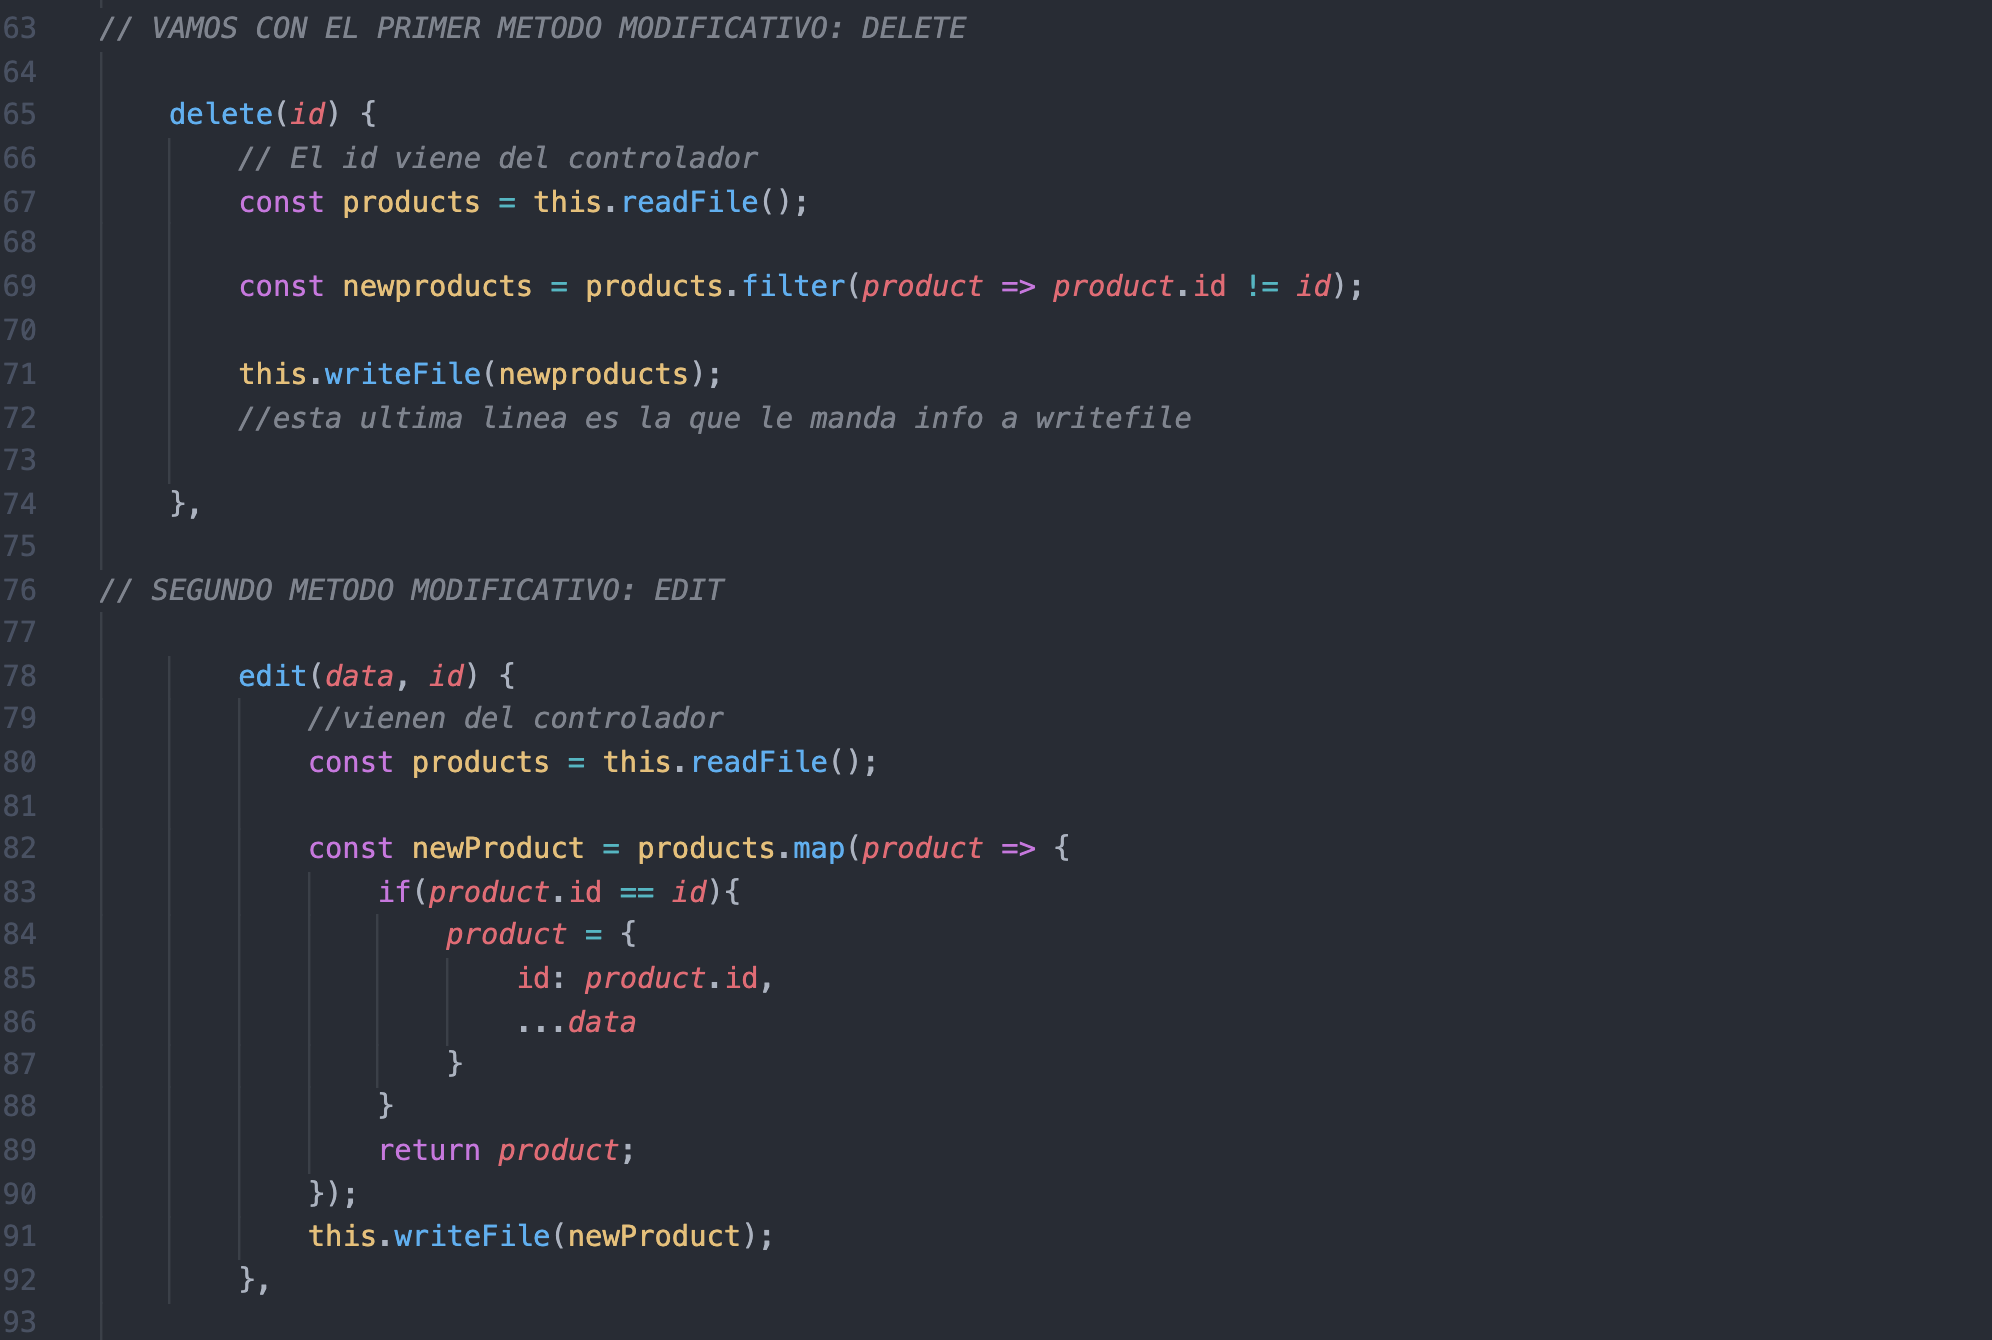 63 // VAMOS CON EL PRIMER METODO MODIFICATIVO: DELETE
64
65 delete(id) {
66 // El id viene del controlador
67 const products = this.readFile();
68
69 const newproducts = products.filter(product => product.id != id);
70
71 this.writeFile(newproducts);
72 //esta ultima linea es la que le manda info a writefile
73
74 },
75
76 // SEGUNDO METODO MODIFICATIVO: EDIT
77
78 edit(data, id) {
79 //vienen del controlador
80 const products = this.readFile();
81
82 const newProduct = products.map(product => {
83 if(product.id == id){
84 product = {
85 id: product.id,
86 ...data
87 }
88 }
89 return product;
90 });
91 this.writeFile(newProduct);
92 },
93